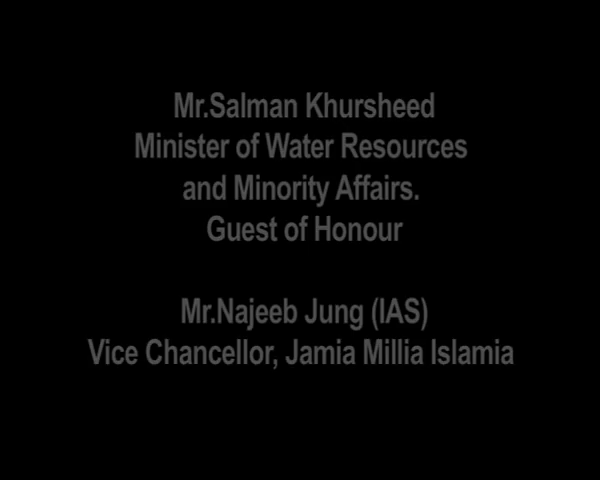 Mr.Salman Khursheed
Minister of Water Resources
and Minority Affairs.
Guest of Honour
Mr.Najeeb Jung (IAS)
Vice Chancellor, Jamia Millia Islamia